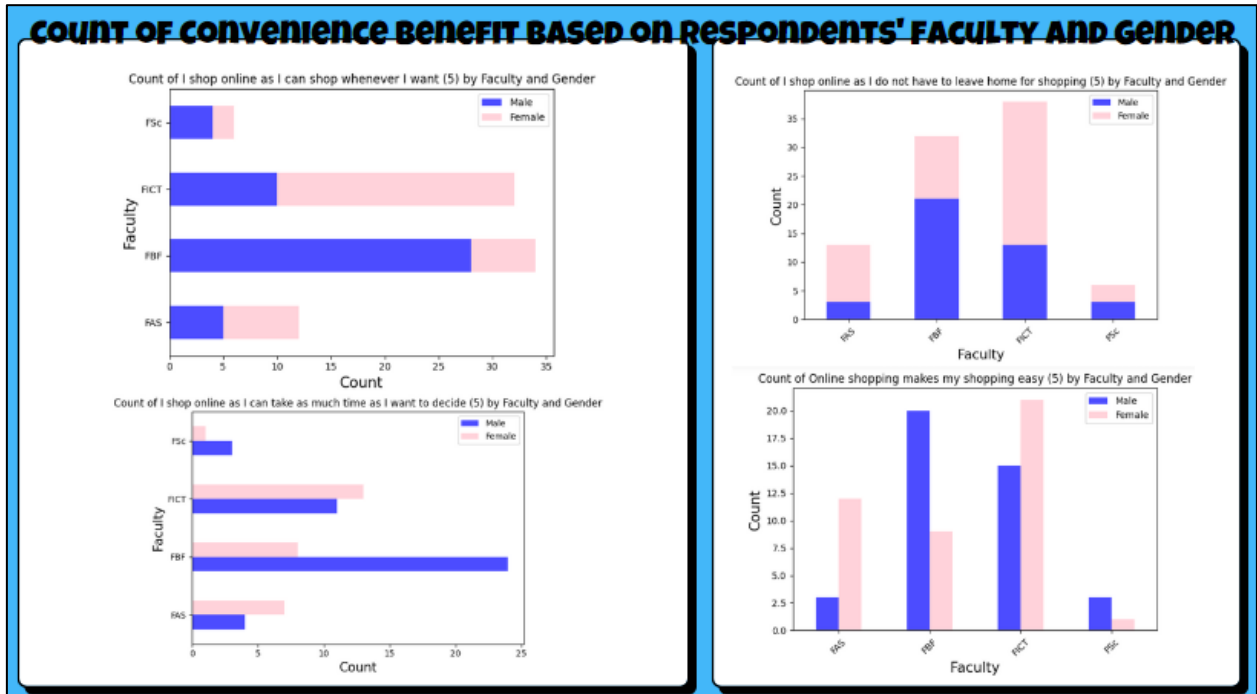 Count of Convenience Benefit Based on Respondents' Faculty and Gender
Count of I shop online as I can shop whenever I want (5) by Faculty and Gender
Male
Female
FSc
FICT
FBF
FAS
Faculty
0 5 10 15 20 25 30 35
Count
Count of I shop online as I can take as much time as I want to decide (5) by Faculty and Gender
Male
Female
FSc
FICT
FBF
FAS
Faculty
0 5 10 15 20 25
Count
Count of I shop online as I do not have to leave home for shopping (5) by Faculty and Gender
Male
Female
35
30
25
20
15
10
5
0
Count
FAS FBF FICT FSc
Faculty
Count of Online shopping makes my shopping easy (5) by Faculty and Gender
Male
Female
20.0
17.5
15.0
12.5
10.0
7.5
5.0
2.5
0.0
Count
FAS FBF FICT FSc
Faculty